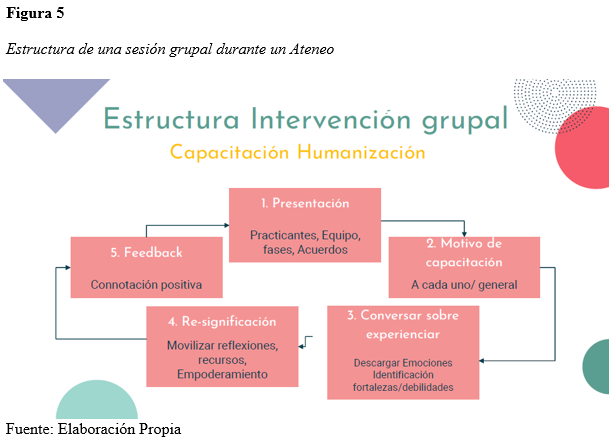 Figura 5
Estructura de una sesión grupal durante un Ateneo
Estructura Intervención grupal
Capacitación Humanización
1. Presentación
Practicantes, Equipo,
fases, Acuerdos
2. Motivo de
capacitación
A cada uno/ general
3. Conversar sobre
experienciar
Descargar Emociones
Identificación
fortalezas/debilidades
4. Re-significación
Movilizar reflexiones,
recursos,
Empoderamiento
5. Feedback
Connotación positiva
Fuente: Elaboración Propia